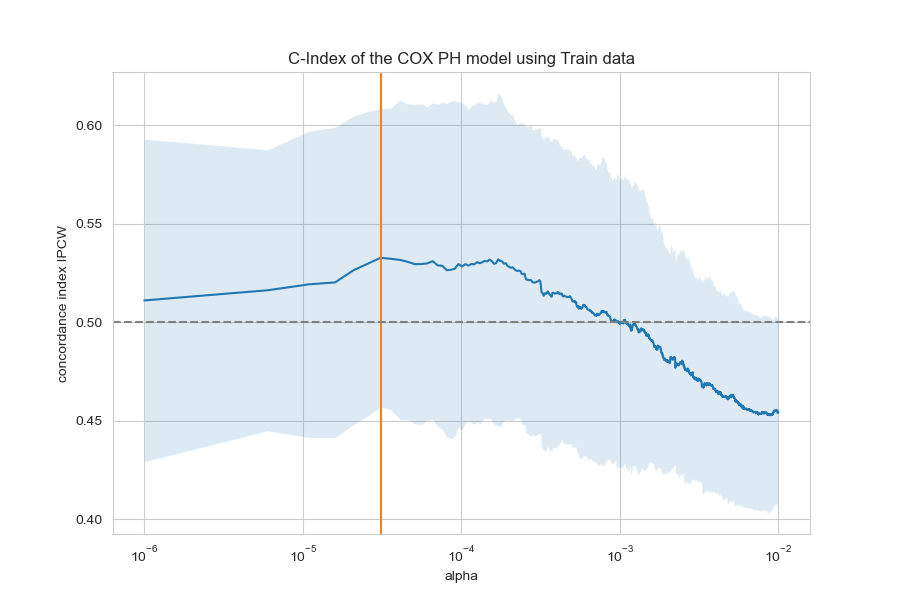 C-Index of the COX PH model using Train data
concordance index IPCW
0.60
0.55
0.50
0.45
0.40
10⁻⁶ 10⁻⁵ 10⁻⁴ 10⁻³ 10⁻²
alpha